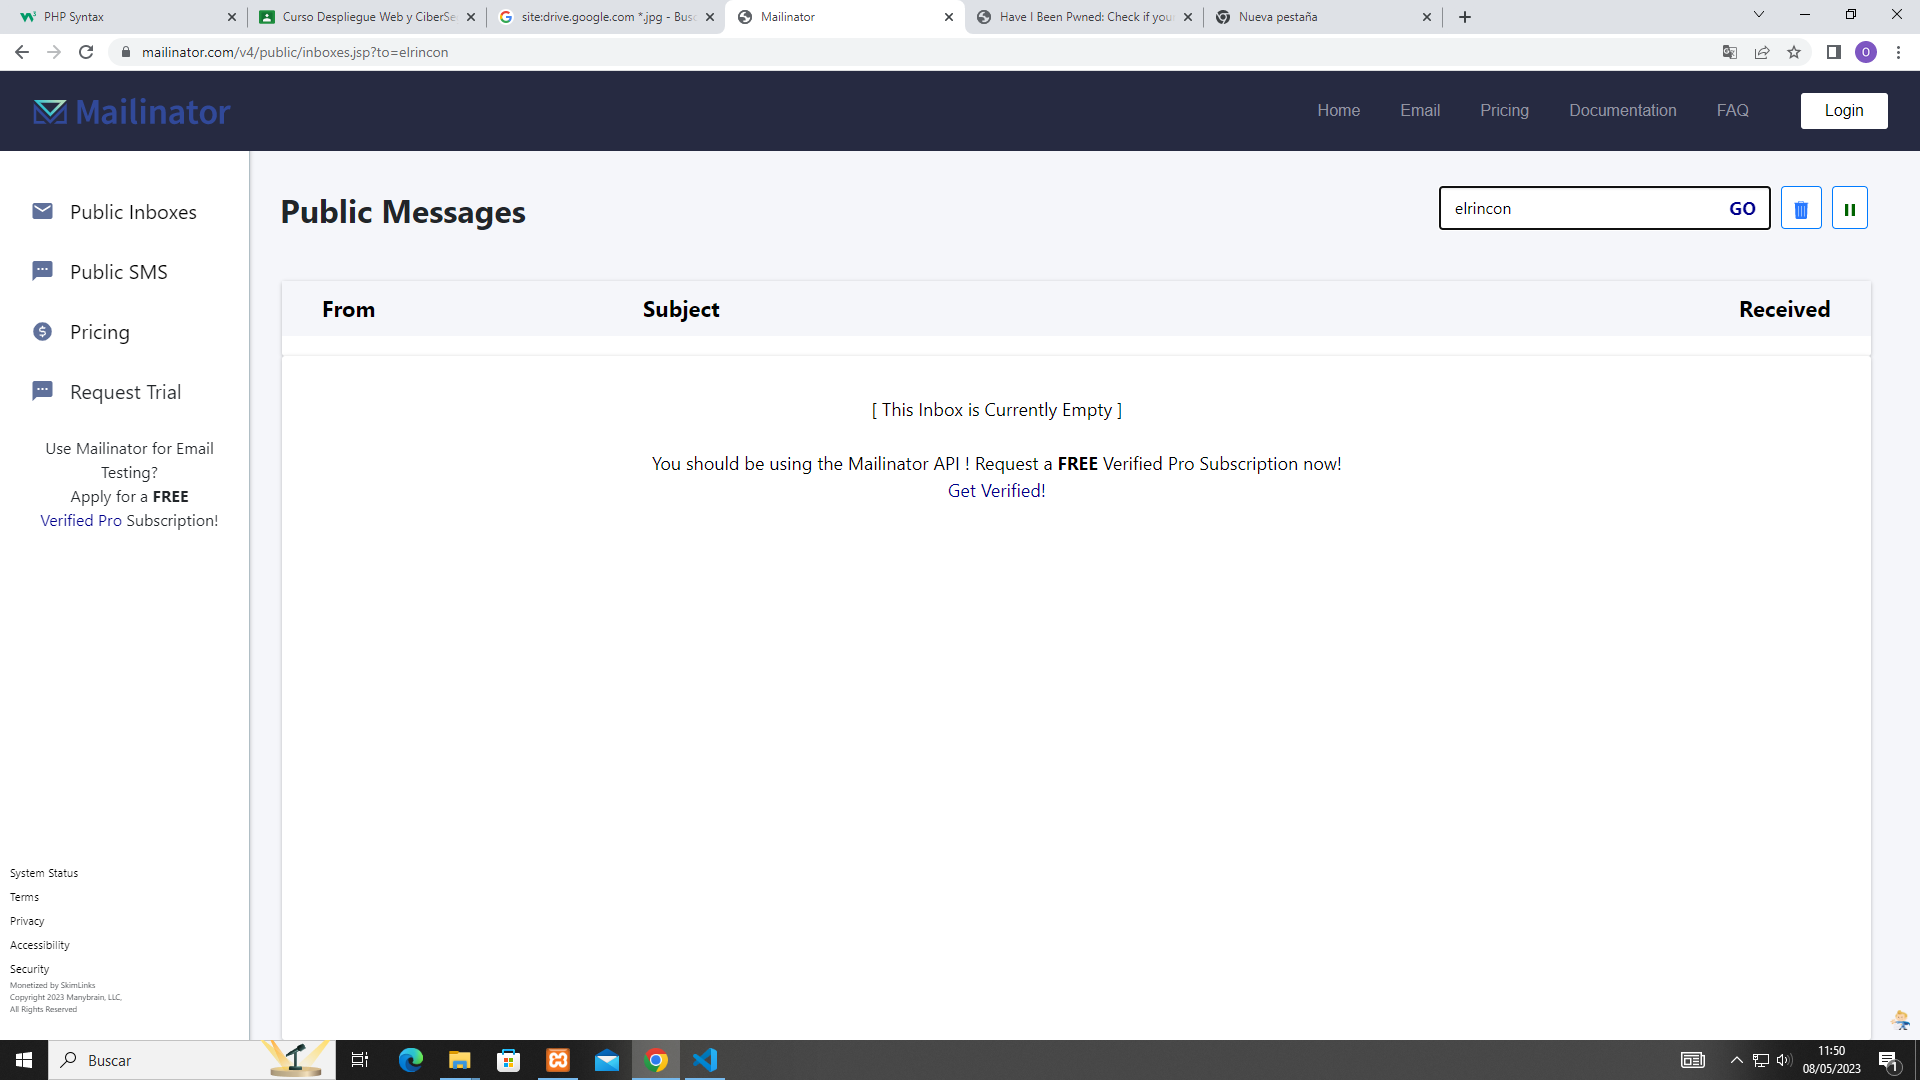 PHP Syntax
Curso Despliegue Web y CiberSe
site:drive.google.com *.jpg - Busc
Mailinator
Have I Been Pwned: Check if your
Nueva pestaña
mailinator.com/v4/public/inboxes.jsp?to=elrincon
O
Mailinator
Home
Email
Pricing
Documentation
FAQ
Login
Public Inboxes
Public SMS
Pricing
Request Trial
Use Mailinator for Email
Testing?
Apply for a FREE
Verified Pro Subscription!
Public Messages
elrincon
GO
From
Subject
Received
[ This Inbox is Currently Empty ]
You should be using the Mailinator API ! Request a FREE Verified Pro Subscription now!
Get Verified!
System Status
Terms
Privacy
Accessibility
Security
Monetized by SkimLinks
Copyright 2023 Manybrain, LLC,
All Rights Reserved
Buscar
11:50
08/05/2023
1